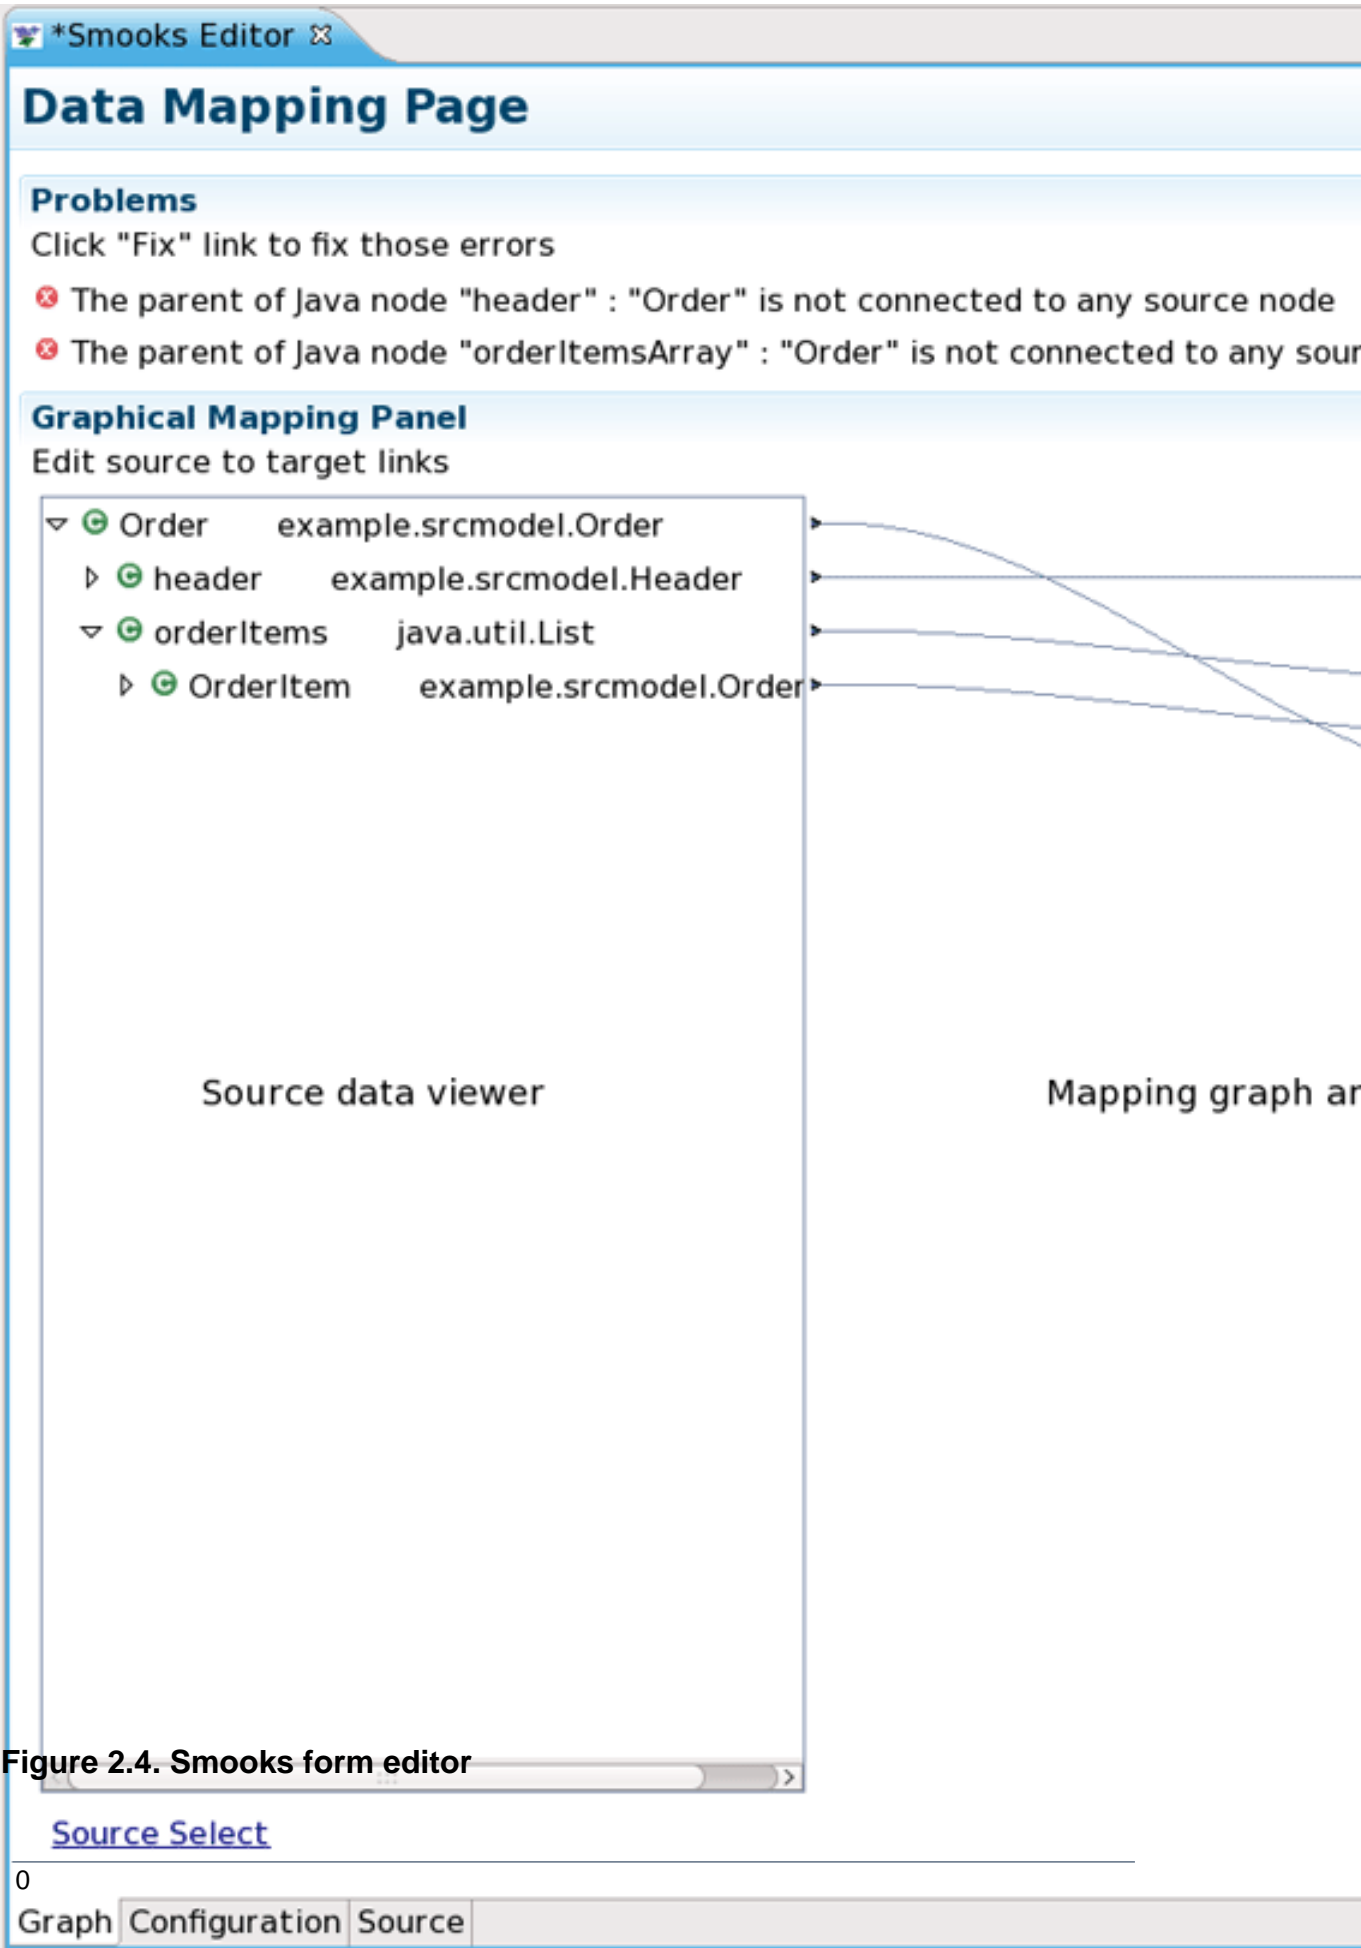 *Smooks Editor
Data Mapping Page
Problems
Click "Fix" link to fix those errors
The parent of Java node "header" : "Order" is not connected to any source node
The parent of Java node "orderItemsArray" : "Order" is not connected to any
Graphical Mapping Panel
Edit source to target links
Order example.srcmodel.Order
header example.srcmodel.Header
orderItems java.util.List
OrderItem example.srcmodel.Order
Source data viewer Mapping graph
Figure 2.4. Smooks form editor
Source Select
0
Graph Configuration Source